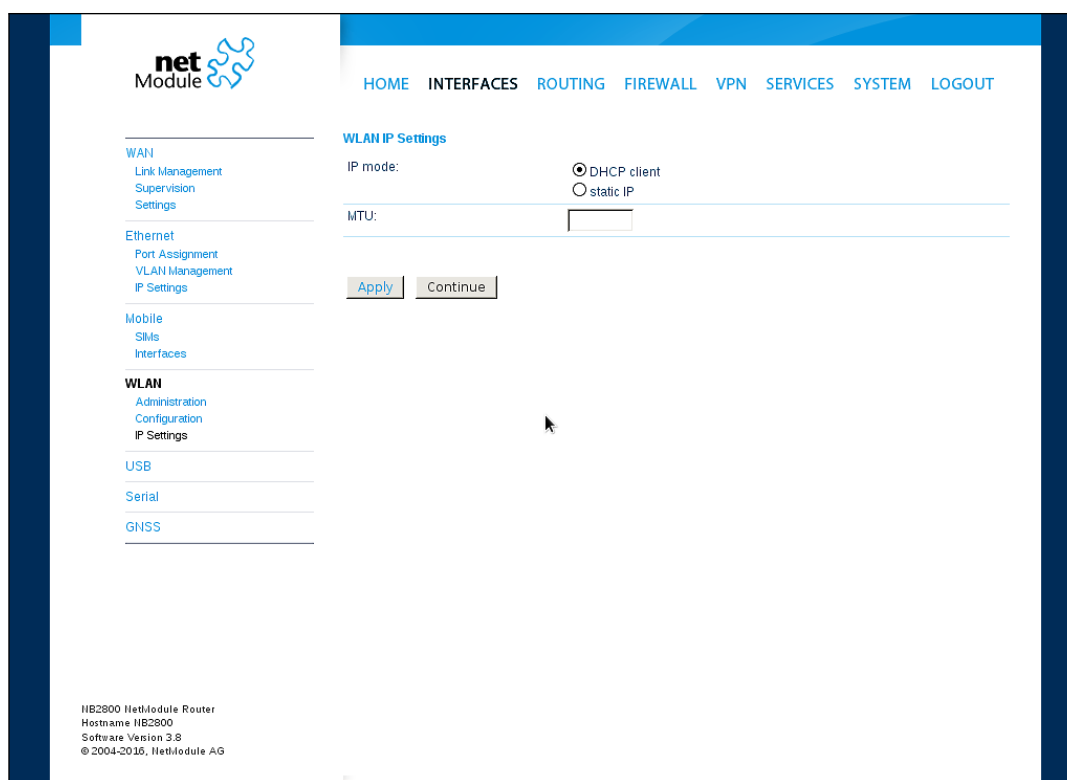 net
Module
HOME INTERFACES ROUTING FIREWALL VPN SERVICES SYSTEM LOGOUT
WAN
Link Management
Supervision
Settings
Ethernet
Port Assignment
VLAN Management
IP Settings
Mobile
SIMs
Interfaces
WLAN
Administration
Configuration
IP Settings
USB
Serial
GNSS
WLAN IP Settings
IP mode:
DHCP client
static IP
MTU:
Apply Continue
NB2800 NetModule Router
Hostname NB2800
Software Version 3.8
© 2004-2016, NetModule AG